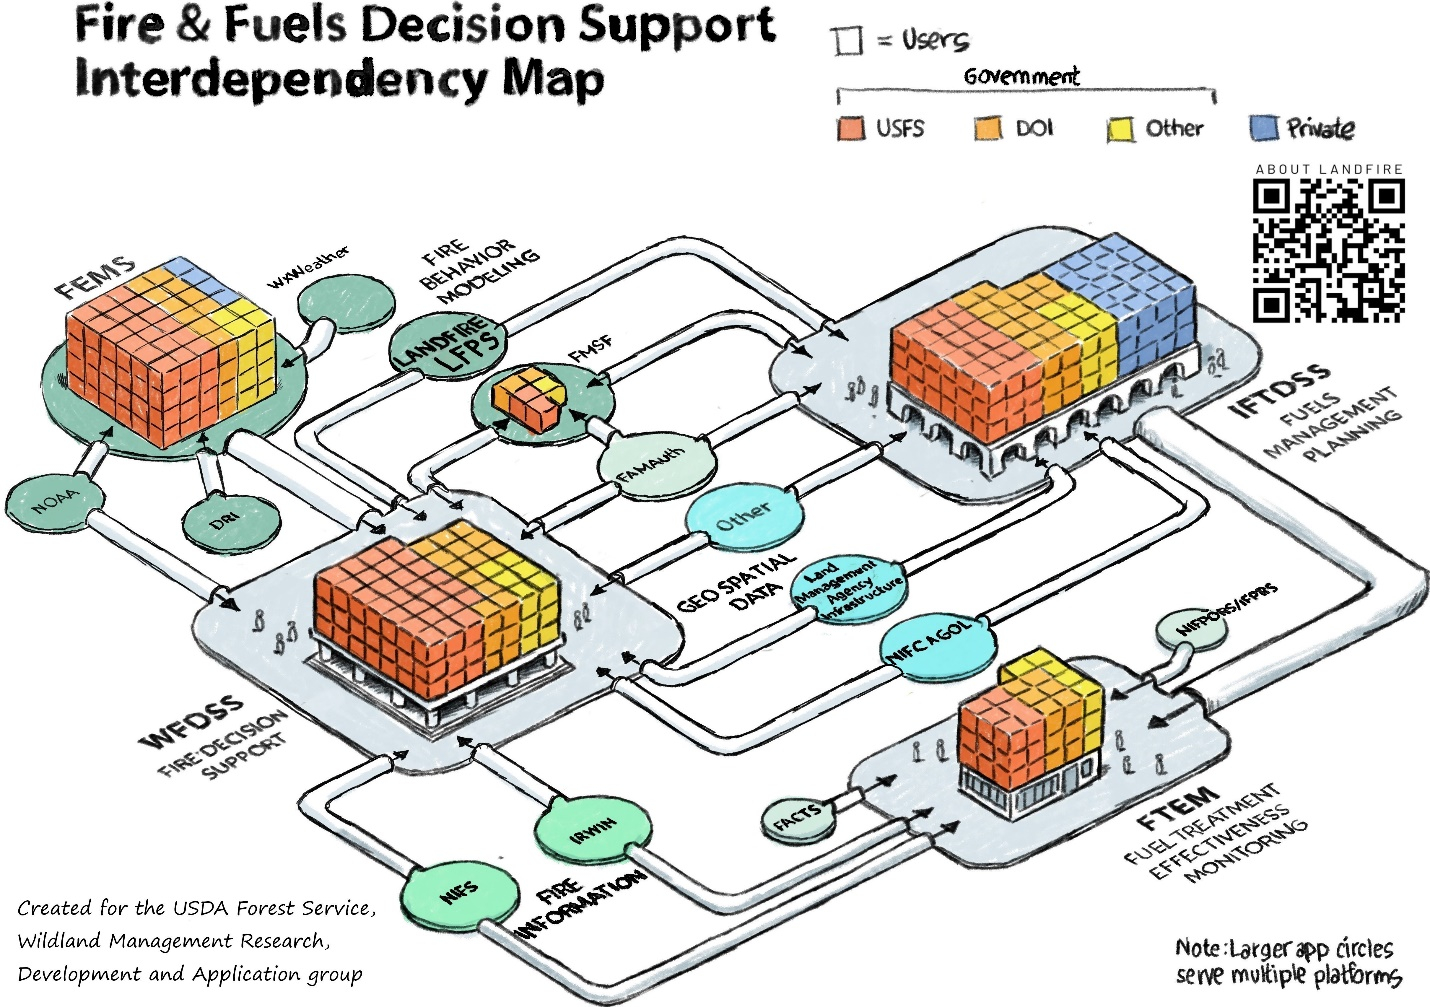 Fire & Fuels Decision Support
Interdependency Map
= Users
Government
USFS
DOI
Other
Private
ABOUT LANDFIRE
FEMS
WxWeather
FIRE
BEHAVIOR
MODELING
LANDFIRE
LFPS
FMSF
FAMAuth
NOAA
DRI
Other
GEO SPATIAL
DATA
Land
Management
Agency
Infrastructure
NIFC AGOL
IFTDSS
FUELS
MANAGEMENT
PLANNING
NIFPORS/IFPRS
WFDSS
FIRE:DECISION
SUPPORT
FACTS
IRWIN
NIFS
FIRE
INFORMATION
FTEM
FUEL TREATMENT
EFFECTIVENESS
MONITORING
Created for the USDA Forest Service,
Wildland Management Research,
Development and Application group
Note: Larger app circles
serve multiple platforms